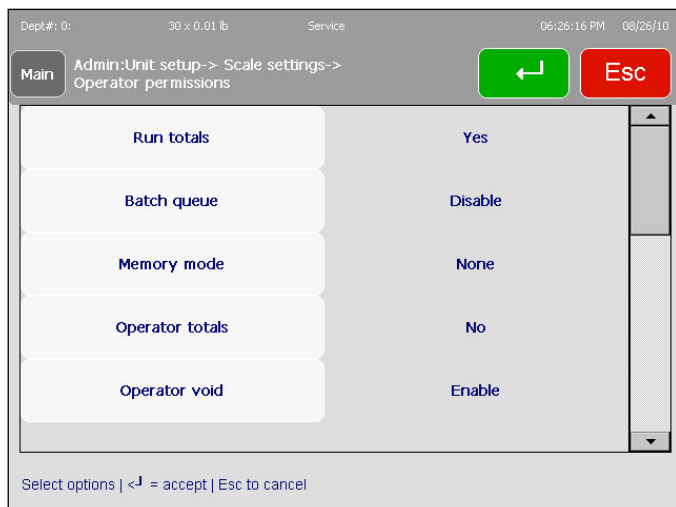 Dept#: 0: 30 x 0.01 lb Service 06:26:16 PM 08/26/10
Main
Admin:Unit setup-> Scale settings->
Operator permissions
Esc
Run totals Yes
Batch queue Disable
Memory mode None
Operator totals No
Operator void Enable
Select options | <┘ = accept | Esc to cancel